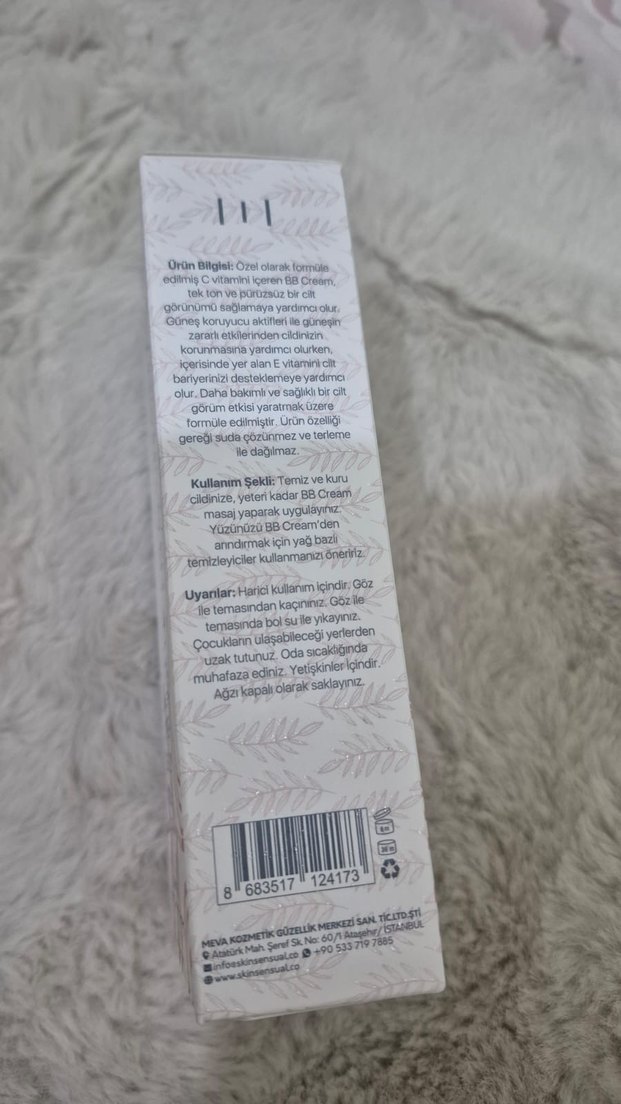 Ürün Bilgisi: Özel olarak formüle
edilmiş C vitamini içeren BB Cream,
tek ton ve pürüzsüz bir cilt
görünümü sağlamaya yardımcı olur.
Güneş koruyucu aktifleri ile güneşin
zararlı etkilerinden cildinizin
korunmasına yardımcı olurken,
içerisinde yer alan E vitamini cilt
bariyerinizi desteklemeye yardımcı
olur. Daha bakımlı ve sağlıklı bir cilt
görüm etkisi yaratmak üzere
formüle edilmiştir. Ürün özelliği
gereği suda çözünmez ve terleme
ile dağılmaz.
Kullanım Şekli: Temiz ve kuru
cildinize, yeteri kadar BB Cream
masaj yaparak uygulayınız.
Yüzünüzü BB Cream'den
arındırmak için yağ bazlı
temizleyiciler kullanmanızı öneririz.
Uyarılar: Harici kullanım içindir. Göz
ile temasından kaçınınız. Göz ile
temasında bol su ile yıkayınız.
Çocukların ulaşabileceği yerlerden
uzak tutunuz. Oda sıcaklığında
muhafaza ediniz. Yetişkinler İçindir.
Ağzı kapalı olarak saklayınız.
8 683517 124173
MEVA KOZMETİK GÜZELLİK MERKEZİ SAN. TİC.LTD.ŞTİ
Atatürk Mah. Şeref Sk. No: 60/1 Ataşehir/ İSTANBUL
info@skinsensual.co +90 533 719 7885
www.skinsensual.co